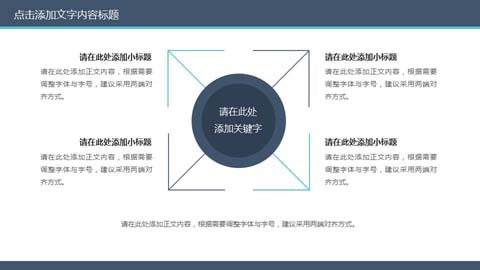 点击添加文字内容标题
请在此处添加小标题
请在此处添加正文内容，根据需要
调整字体与字号，建议采用两端对
齐方式。
请在此处添加小标题
请在此处添加正文内容，根据需要
调整字体与字号，建议采用两端对
齐方式。
请在此处
添加关键字
请在此处添加小标题
请在此处添加正文内容，根据需要
调整字体与字号，建议采用两端对
齐方式。
请在此处添加小标题
请在此处添加正文内容，根据需要
调整字体与字号，建议采用两端对
齐方式。
请在此处添加正文内容，根据需要调整字体与字号，建议采用两端对齐方式。